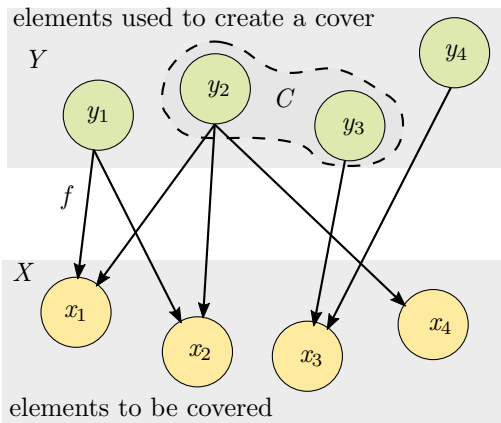 elements used to create a cover
Y
y₄
y₂
C
y₁
y₃
f
X
x₁
x₂
x₃
x₄
elements to be covered